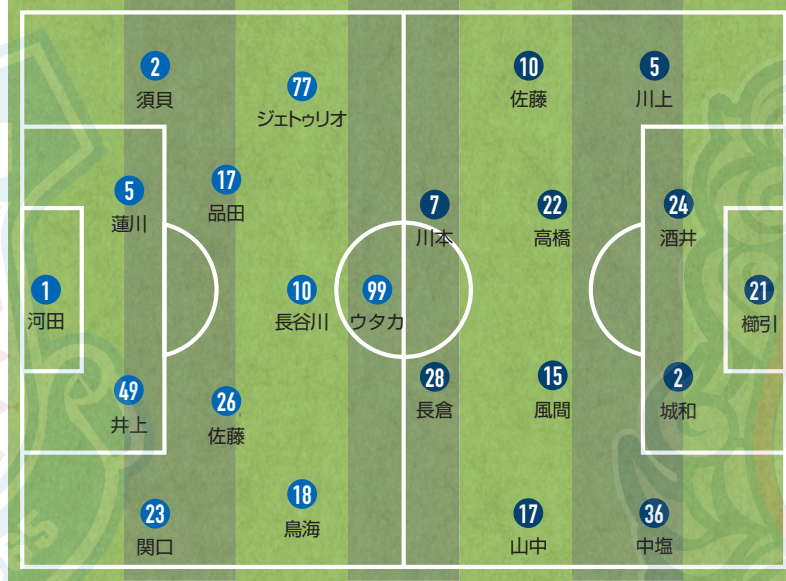 2
須貝
77
ジェトゥリオ
5
蓮川
17
品田
1
河田
10
長谷川
99
ウタカ
49
井上
26
佐藤
23
関口
18
鳥海
10
佐藤
5
川上
7
川本
22
高橋
24
酒井
21
櫛引
28
長倉
15
風間
2
城和
17
山中
36
中塩